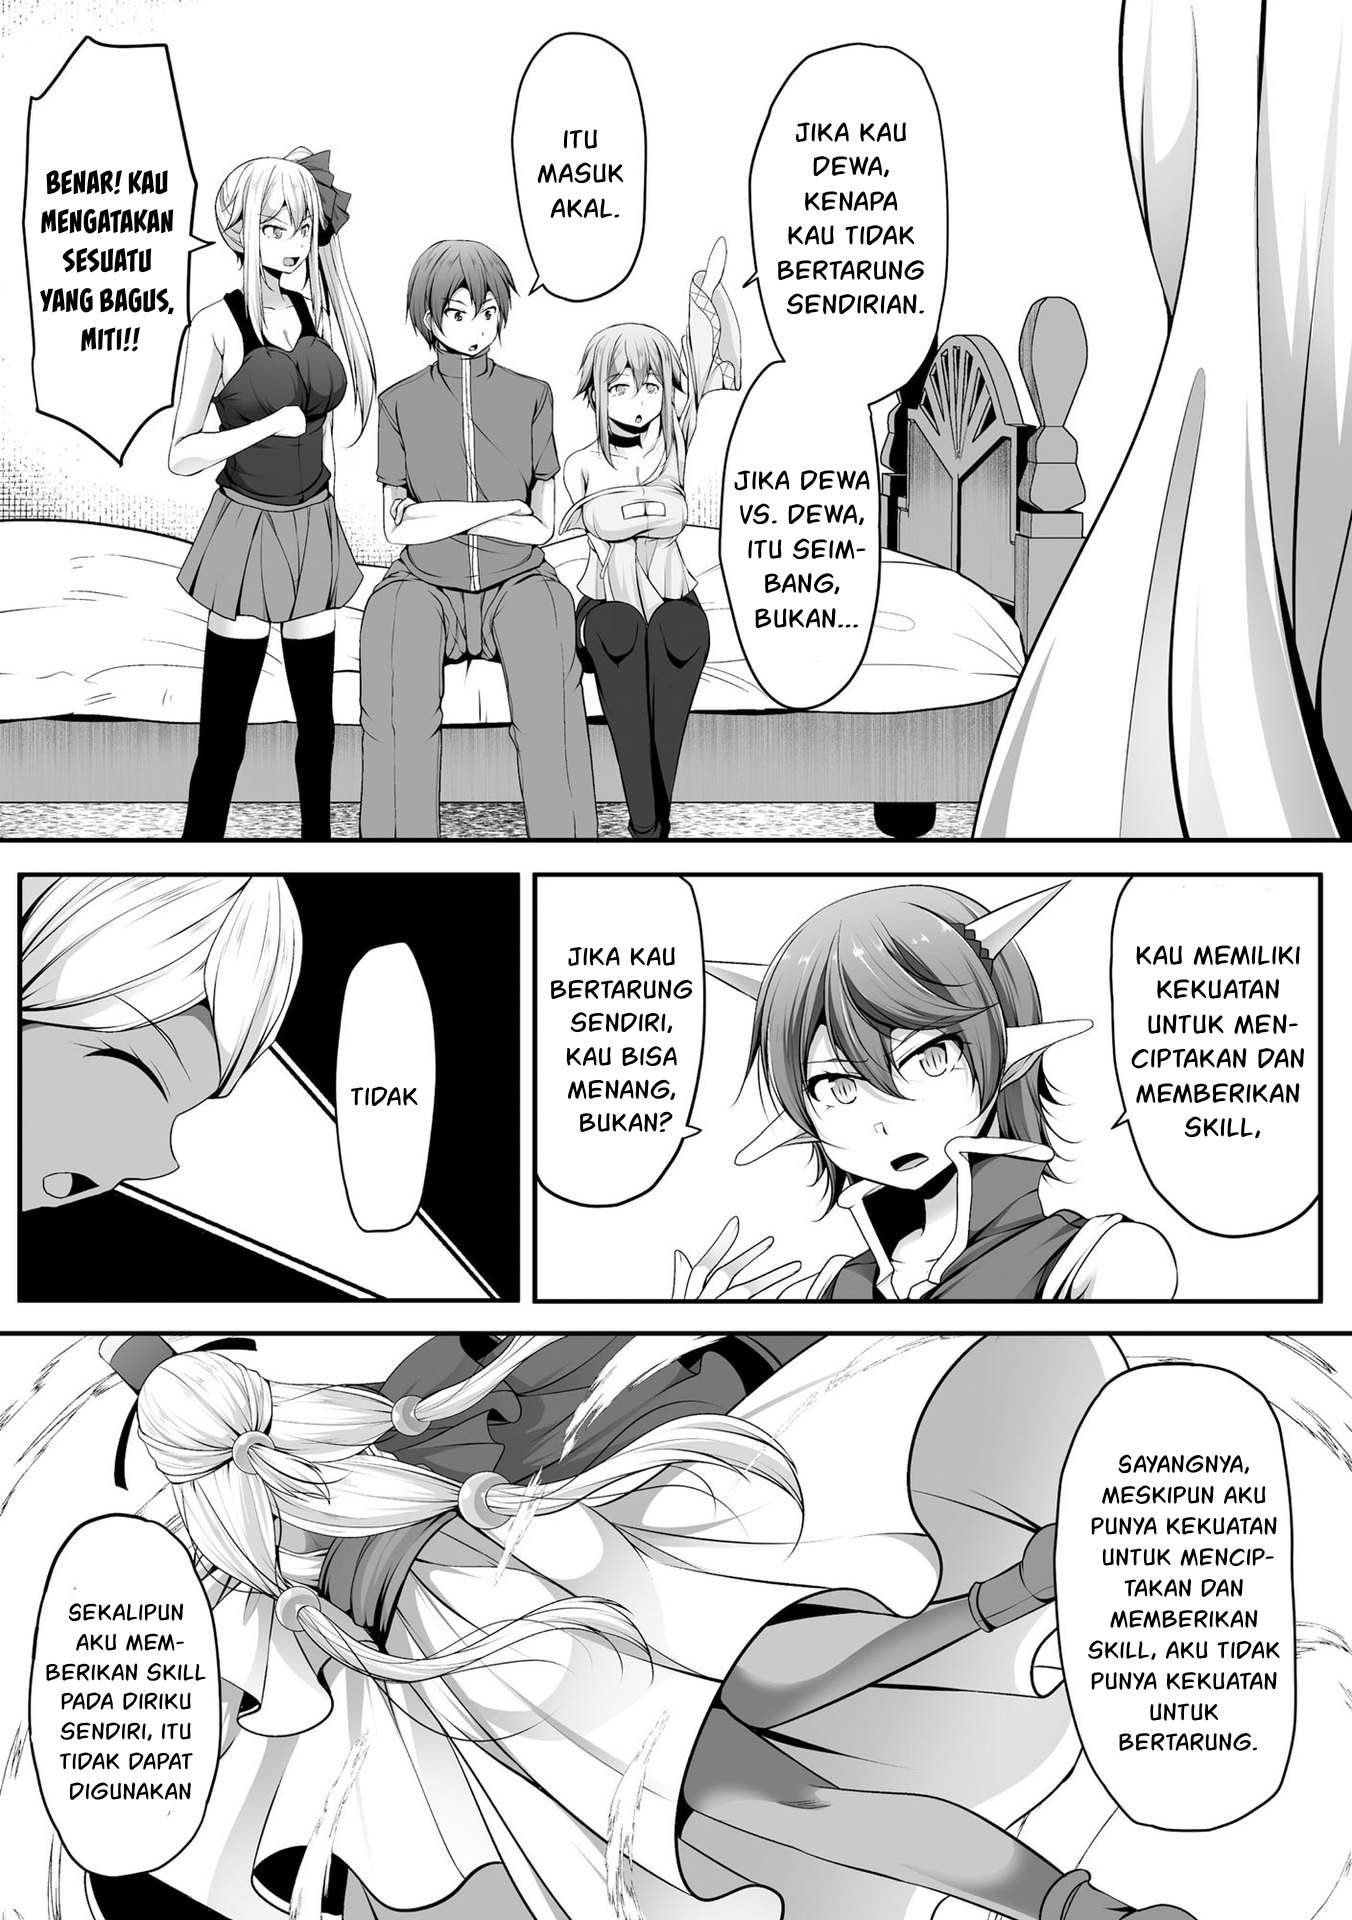 JIKA KAU
DEWA,
KENAPA
KAU TIDAK
BERTARUNG
SENDIRIAN.
JIKA DEWA
VS. DEWA,
ITU SEIM-
BANG,
BUKAN...
ITU
MASUK
AKAL.
BENAR! KAU
MENGATAKAN
SESUATU
YANG BAGUS,
MITI!!
KAU MEMILIKI
KEKUATAN
UNTUK MEN-
CIPTAKAN DAN
MEMBERIKAN
SKILL,
JIKA KAU
BERTARUNG
SENDIRI,
KAU BISA
MENANG,
BUKAN?
TIDAK
SAYANGNYA,
MESKIPUN AKU
PUNYA KEKUATAN
UNTUK MENCIP-
TAKAN DAN
MEMBERIKAN
SKILL, AKU TIDAK
PUNYA KEKUATAN
UNTUK
BERTARUNG.
SEKALIPUN
AKU MEM-
BERIKAN SKILL
PADA DIRIKU
SENDIRI, ITU
TIDAK DAPAT
DIGUNAKAN